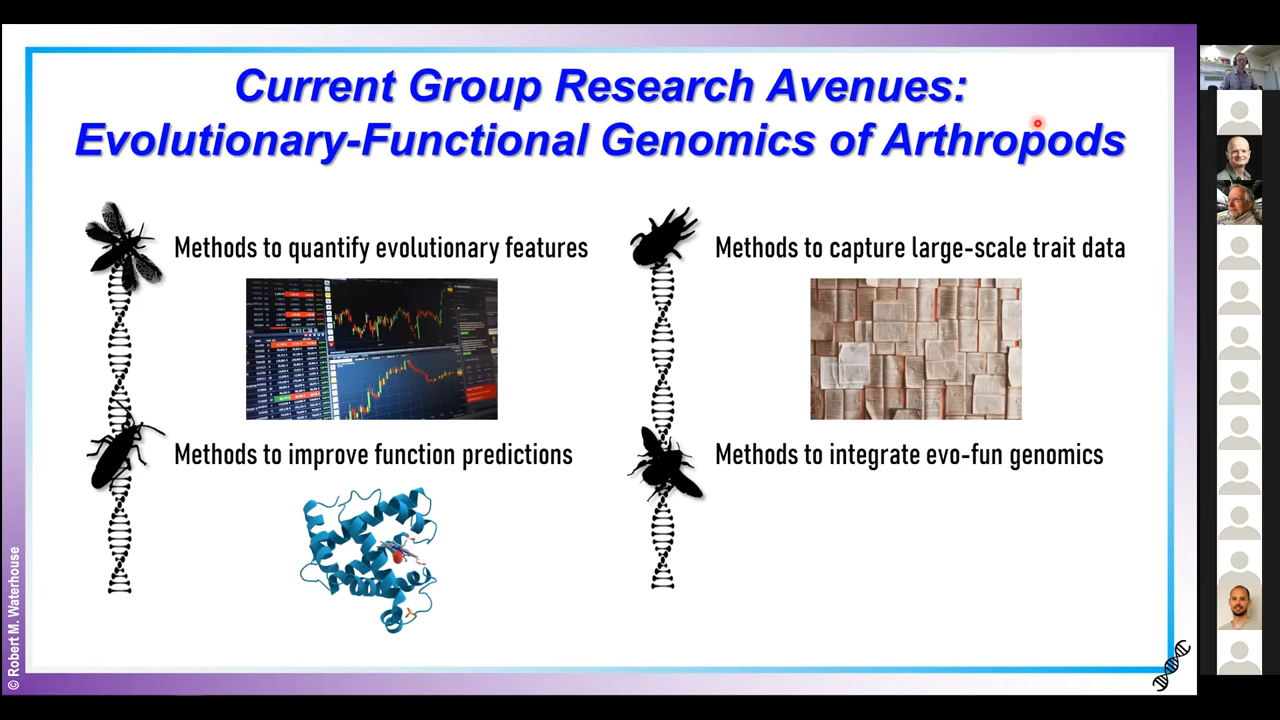 Current Group Research Avenues:
Evolutionary-Functional Genomics of Arthropods
Methods to quantify evolutionary features
Methods to capture large-scale trait data
Methods to improve function predictions
Methods to integrate evo-fun genomics
© Robert M. Waterhouse